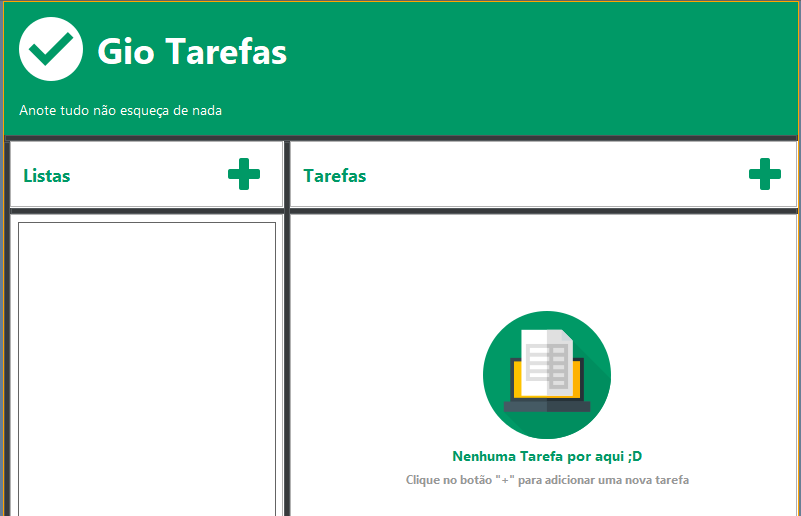 Gio Tarefas
Anote tudo não esqueça de nada
Listas
Tarefas
Nenhuma Tarefa por aqui ;D
Clique no botão "+" para adicionar uma nova tarefa